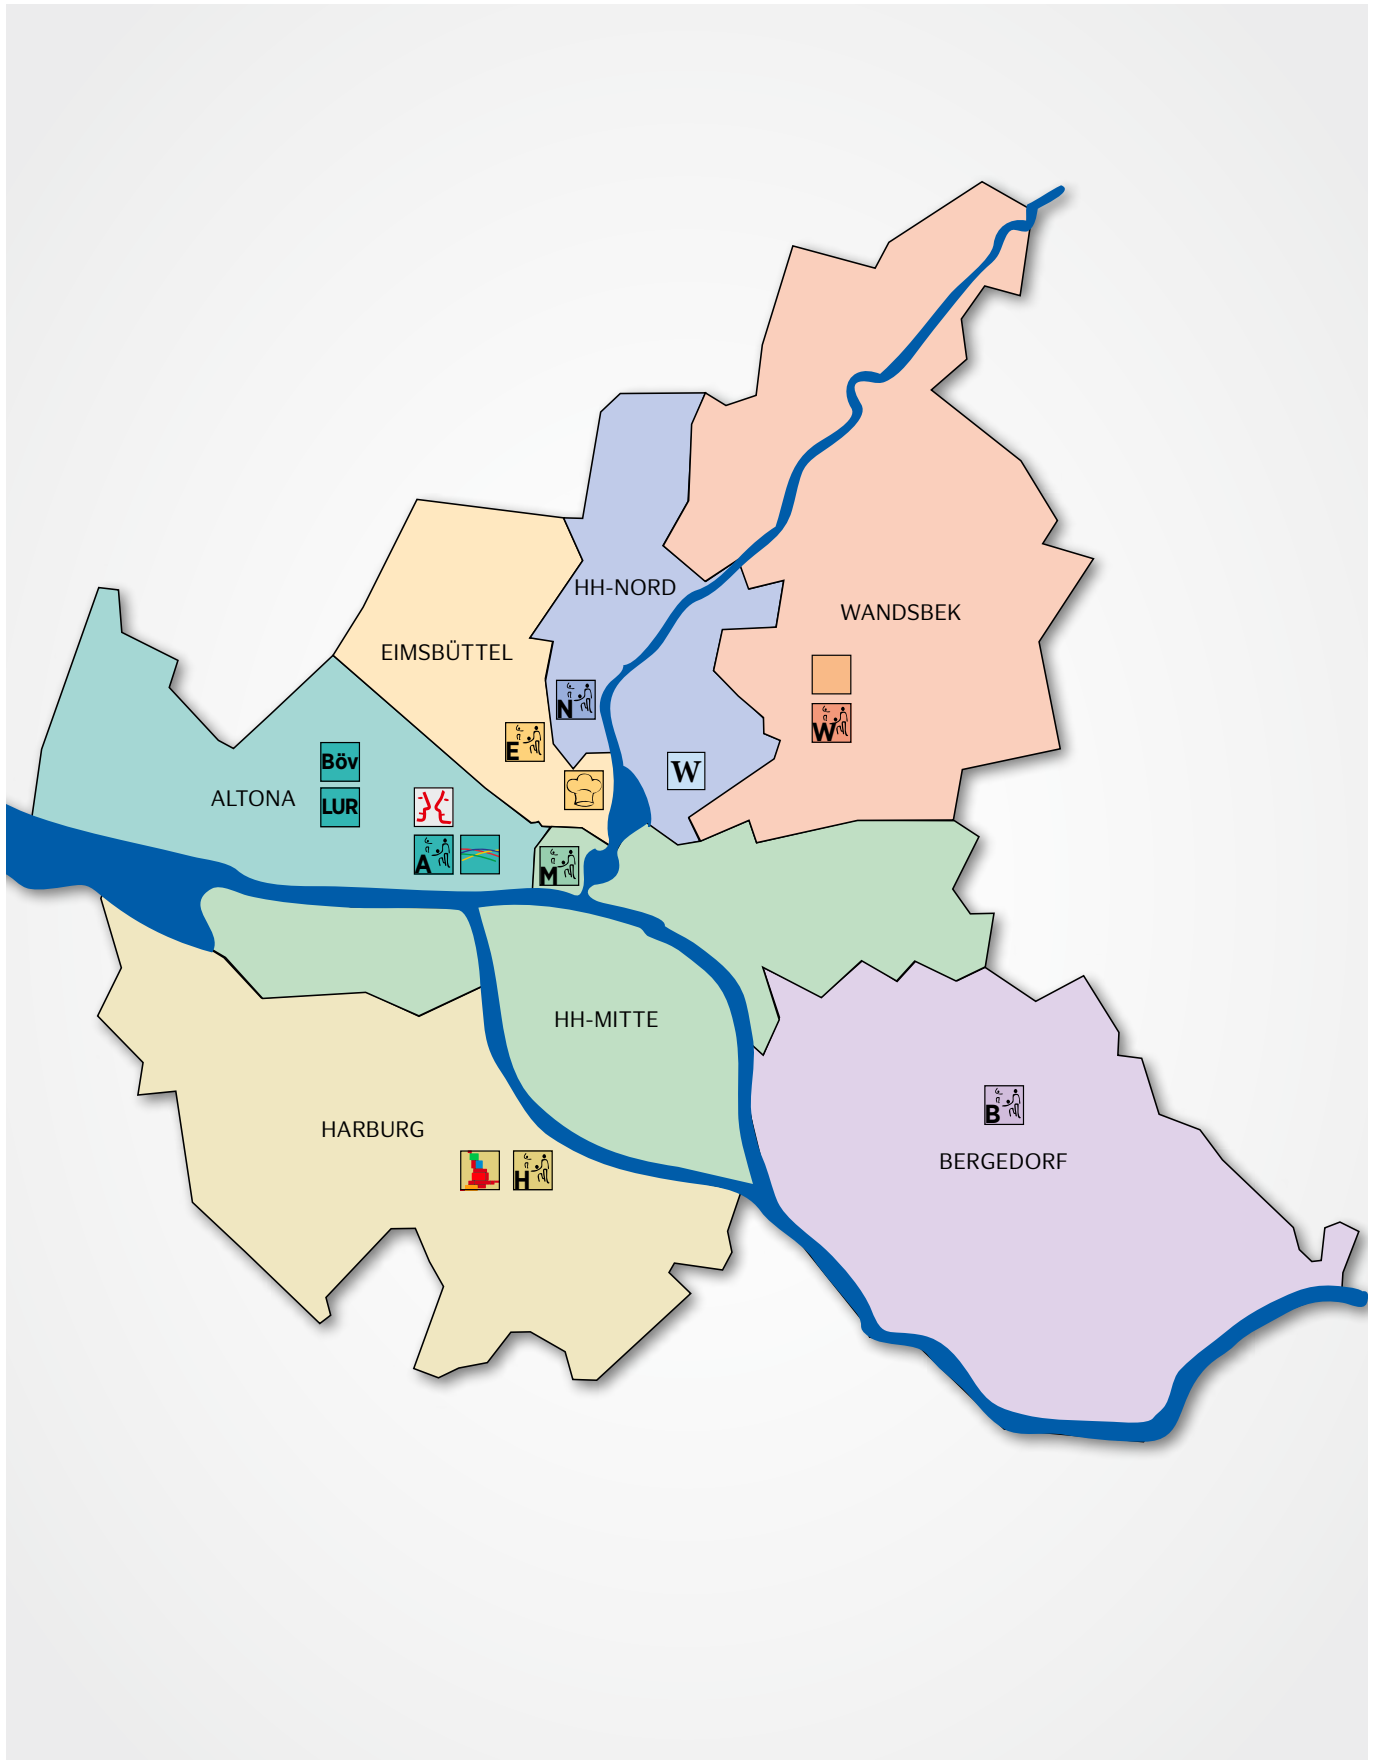 HH-NORD
WANDSBEK
EIMSBÜTTEL
N
W
E
Böv
W
ALTONA
LUR
A
M
HH-MITTE
B
HARBURG
H
BERGEDORF